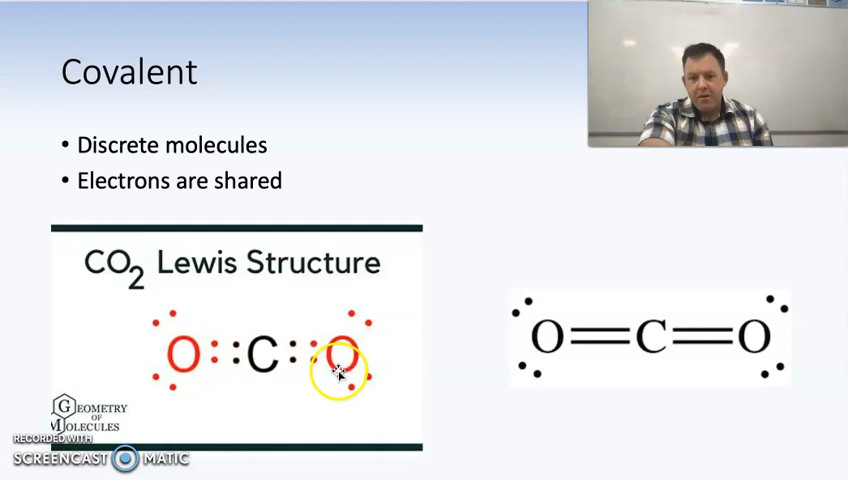 Covalent
• Discrete molecules
• Electrons are shared
CO2 Lewis Structure
O C O
O C O
GEOMETRY
OF
MOLECULES
RECORDED WITH
SCREENCAST MATIC